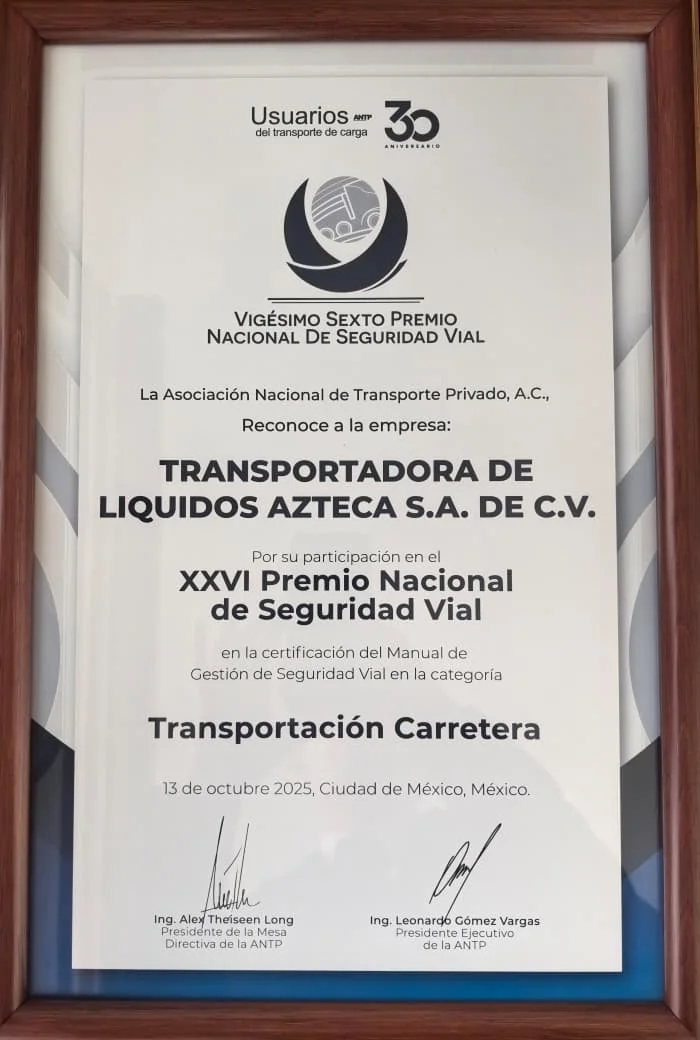 Usuarios ANTP
del transporte de carga
30
ANIVERSARIO
VIGÉSIMO SEXTO PREMIO
NACIONAL DE SEGURIDAD VIAL
La Asociación Nacional de Transporte Privado, A.C.,
Reconoce a la empresa:
TRANSPORTADORA DE
LIQUIDOS AZTECA S.A. DE C.V.
Por su participación en el
XXVI Premio Nacional
de Seguridad Vial
en la certificación del Manual de
Gestión de Seguridad Vial en la categoría
Transportación Carretera
13 de octubre 2025, Ciudad de México, México.
Ing. Alex Theiseen Long
Presidente de la Mesa
Directiva de la ANTP
Ing. Leonardo Gómez Vargas
Presidente Ejecutivo
de la ANTP